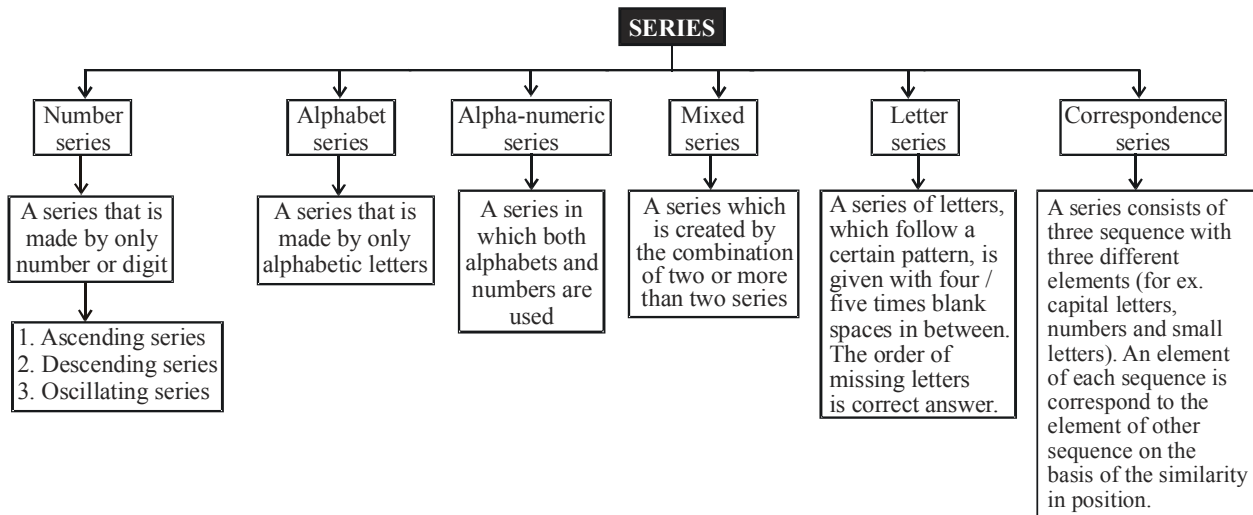 SERIES
Number
series
Alphabet
series
Alpha-numeric
series
Mixed
series
Letter
series
Correspondence
series
A series that is
made by only
number or digit
A series that is
made by only
alphabetic letters
A series in
which both
alphabets and
numbers are
used
A series which
is created by
the combination
of two or more
than two series
A series of letters,
which follow a
certain pattern, is
given with four /
five times blank
spaces in between.
The order of
missing letters
is correct answer.
A series consists of
three sequence with
three different
elements (for ex.
capital letters,
numbers and small
letters). An element
of each sequence is
correspond to the
element of other
sequence on the
basis of the similarity
in position.
1. Ascending series
2. Descending series
3. Oscillating series